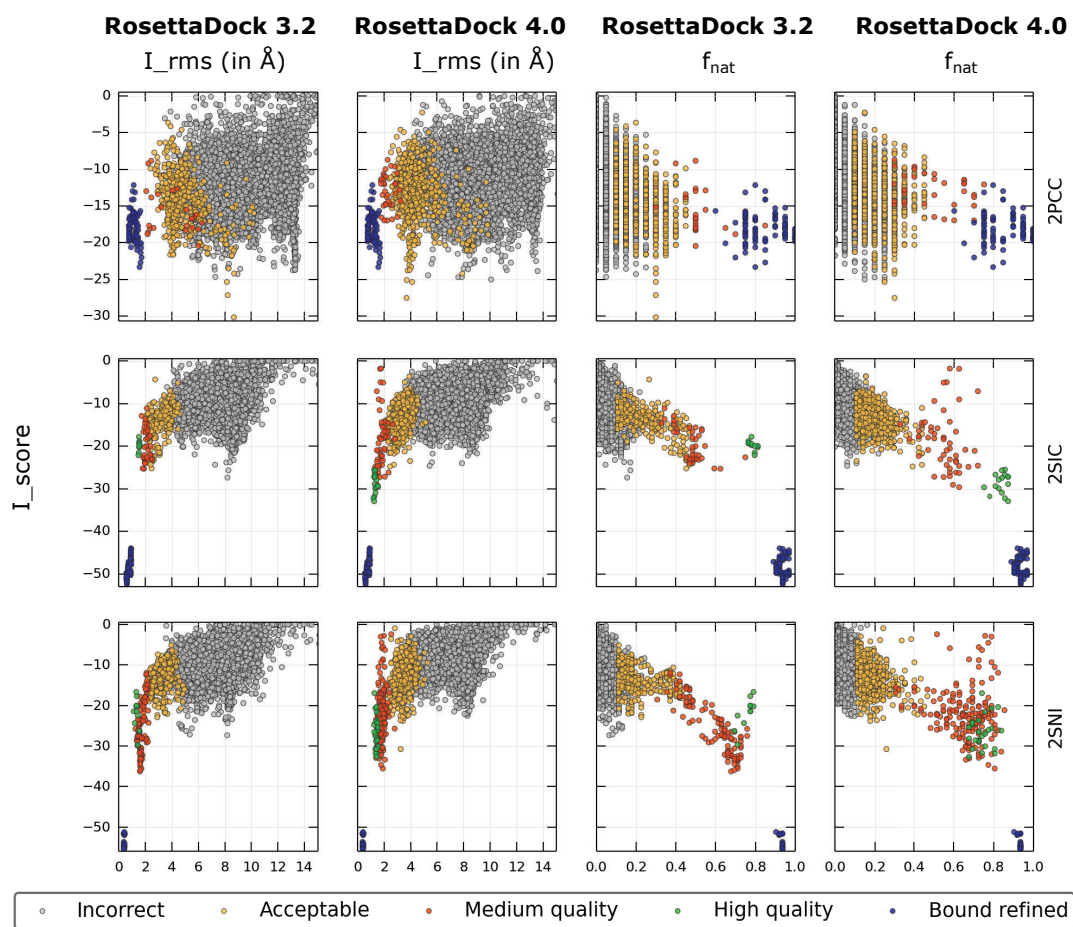 RosettaDock 3.2 RosettaDock 4.0 RosettaDock 3.2 RosettaDock 4.0
I_rms (in Å) I_rms (in Å) fnat fnat
0
−5
−10
−15
−20
−25
−30
2PCC
0
−10
−20
−30
−40
−50
2SIC
I_score
0
−10
−20
−30
−40
−50
2SNI
0 2 4 6 8 10 12 14 0 2 4 6 8 10 12 14 0.0 0.2 0.4 0.6 0.8 1.0 0.0 0.2 0.4 0.6 0.8 1.0
Incorrect Acceptable Medium quality High quality Bound refined